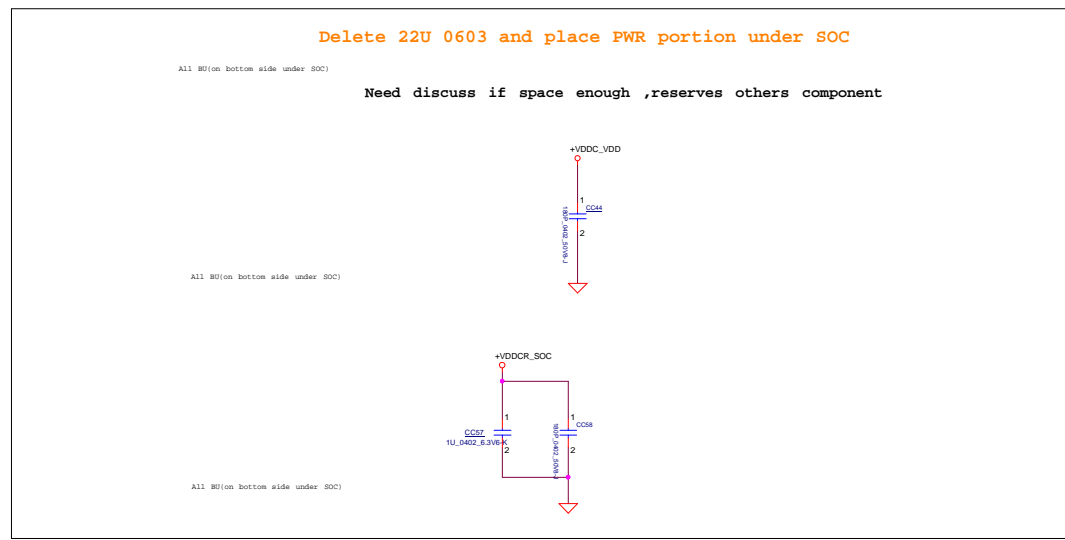 Delete 22U 0603 and place PWR portion under SOC
All BU(on bottom side under SOC)
Need discuss if space enough ,reserves others component
+VDDC_VDD
1
CC44
180P_0402_50V8-J
2
All BU(on bottom side under SOC)
+VDDCR_SOC
1
1
CC57
CC58
1U_0402_6.3V6-K
180P_0402_50V8-J
2
2
All BU(on bottom side under SOC)